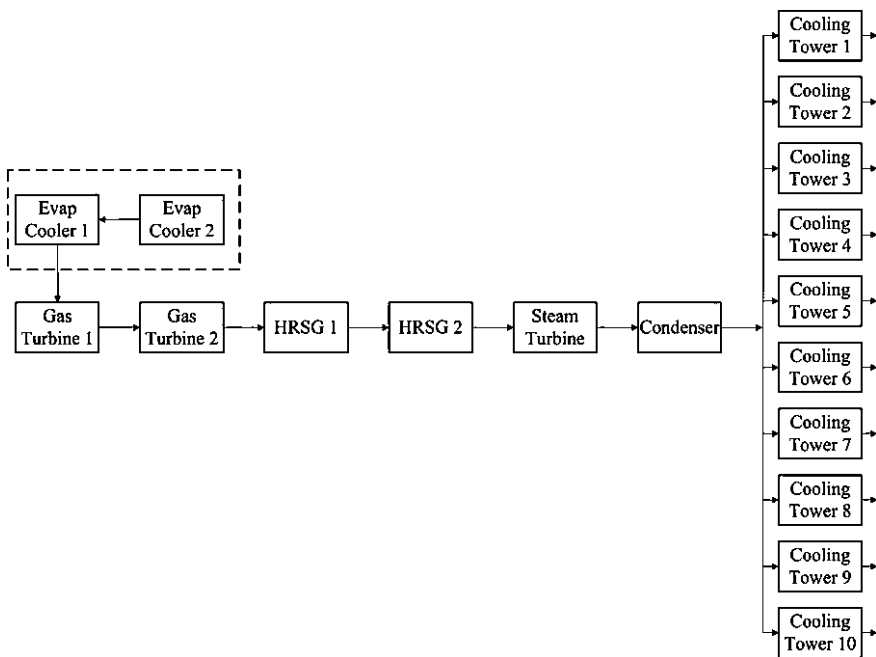 Evap
Cooler 1
Evap
Cooler 2
Gas
Turbine 1
Gas
Turbine 2
HRSG 1
HRSG 2
Steam
Turbine
Condenser
Cooling
Tower 1
Cooling
Tower 2
Cooling
Tower 3
Cooling
Tower 4
Cooling
Tower 5
Cooling
Tower 6
Cooling
Tower 7
Cooling
Tower 8
Cooling
Tower 9
Cooling
Tower 10